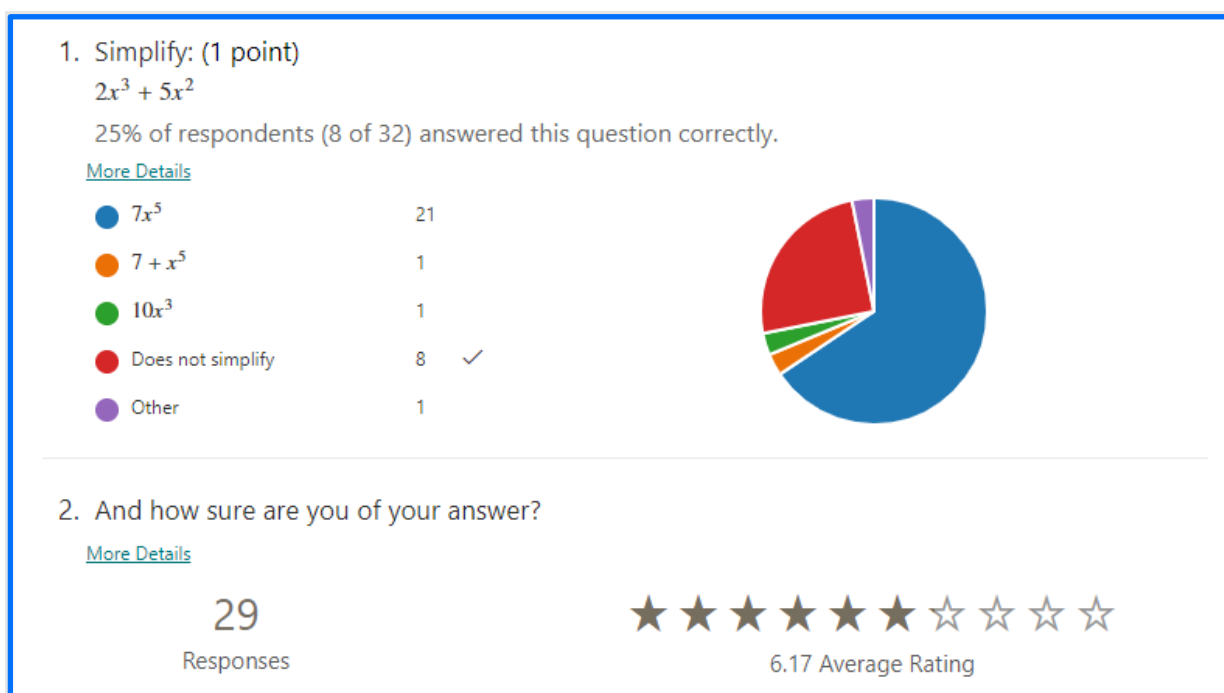 1. Simplify: (1 point)
2x³ + 5x²
25% of respondents (8 of 32) answered this question correctly.
More Details
7x⁵ 21
7 + x⁵ 1
10x³ 1
Does not simplify 8 ✓
Other 1
2. And how sure are you of your answer?
More Details
29
Responses
6.17 Average Rating